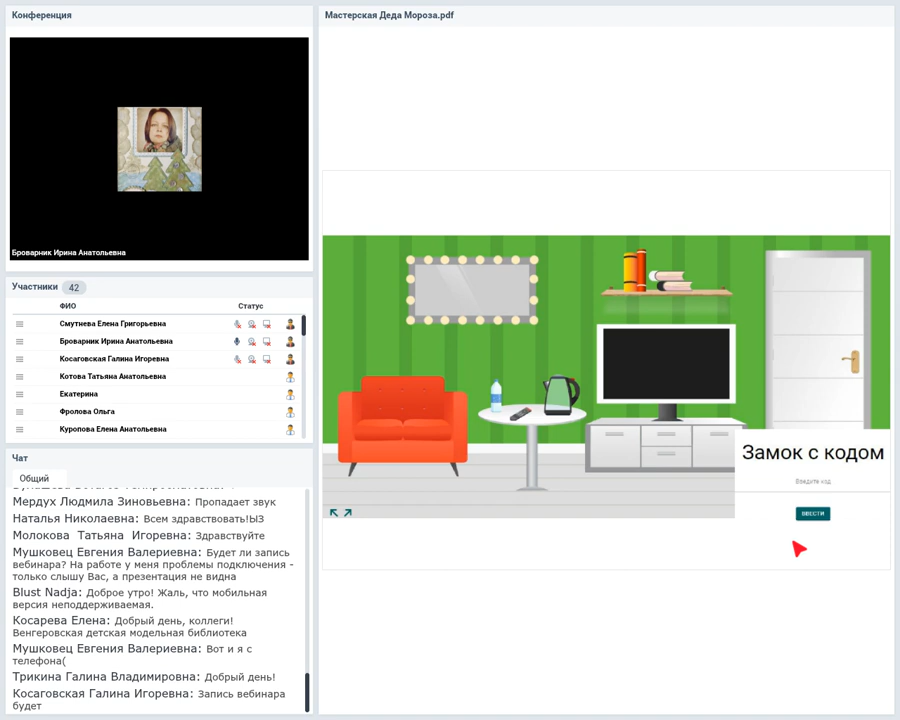 Конференция
Броварник Ирина Анатольевна
Участники 42
ФИО Статус
Смутнева Елена Григорьевна
Броварник Ирина Анатольевна
Косаговская Галина Игоревна
Котова Татьяна Анатольевна
Екатерина
Фролова Ольга
Куропова Елена Анатольевна
Чат
Общий
Мердух Людмила Зиновьевна: Пропадает звук
Наталья Николаевна: Всем здравствовать!ЫЗ
Молокова Татьяна Игоревна: Здравствуйте
Мушковец Евгения Валериевна: Будет ли запись
вебинара? На работе у меня проблемы подключения -
только слышу Вас, а презентация не видна
Blust Nadja: Доброе утро! Жаль, что мобильная
версия неподдерживаемая.
Косарева Елена: Добрый день, коллеги!
Венгеровская детская модельная библиотека
Мушковец Евгения Валериевна: Вот и я с
телефона(
Трикина Галина Владимировна: Добрый день!
Косаговская Галина Игоревна: Запись вебинара
будет
Мастерская Деда Мороза.pdf
Замок с кодом
Введите код
ВВЕСТИ